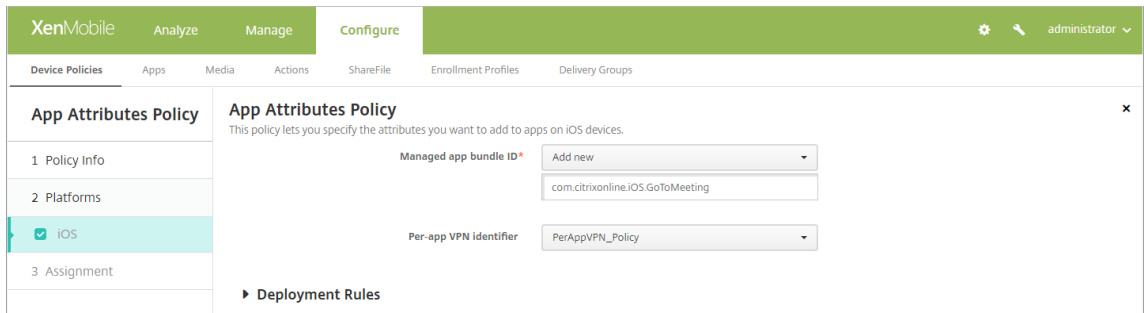 XenMobile Analyze Manage Configure administrator
Device Policies Apps Media Actions ShareFile Enrollment Profiles Delivery Groups
App Attributes Policy
1 Policy Info
2 Platforms
iOS
3 Assignment
App Attributes Policy
This policy lets you specify the attributes you want to add to apps on iOS devices.
Managed app bundle ID* Add new
com.citrixonline.iOS.GoToMeeting
Per-app VPN identifier PerAppVPN_Policy
Deployment Rules